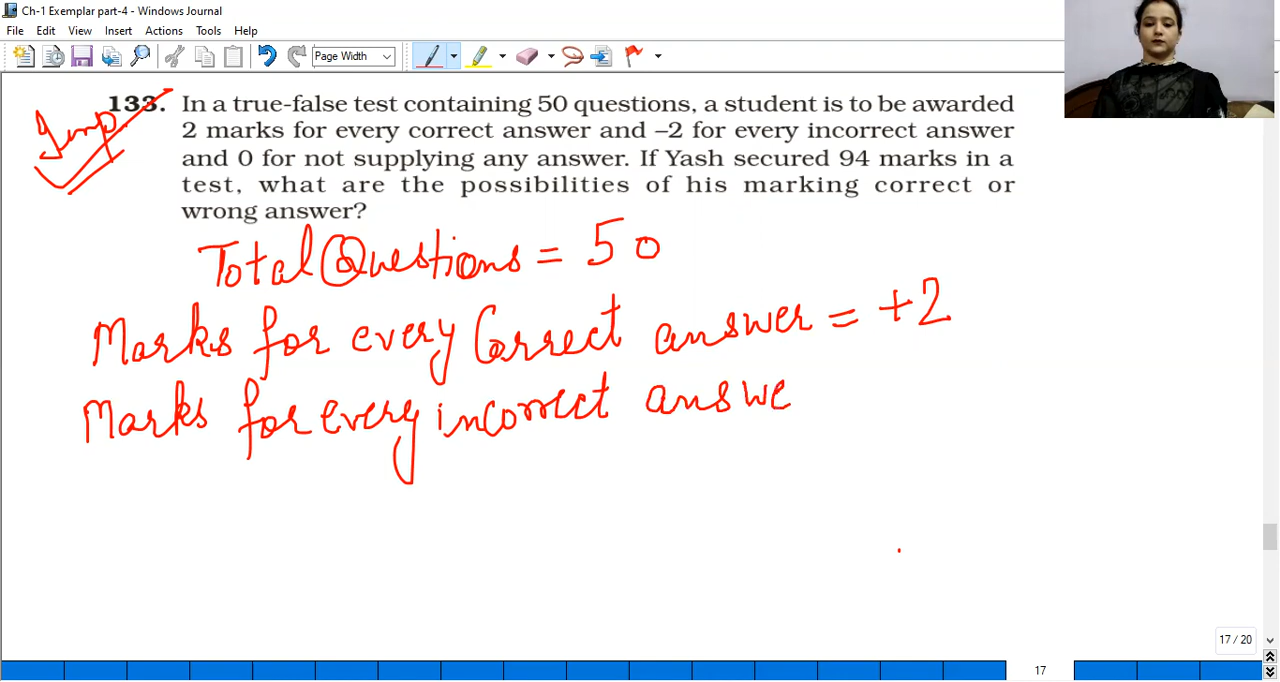 Ch-1 Exemplar part-4 - Windows Journal
File Edit View Insert Actions Tools Help
Page Width
133. In a true-false test containing 50 questions, a student is to be awarded
2 marks for every correct answer and –2 for every incorrect answer
and 0 for not supplying any answer. If Yash secured 94 marks in a
test, what are the possibilities of his marking correct or
wrong answer?
Imp
Total Questions = 50
Marks for every Correct answer = +2
Marks for every incorrect answe
17 / 20
17